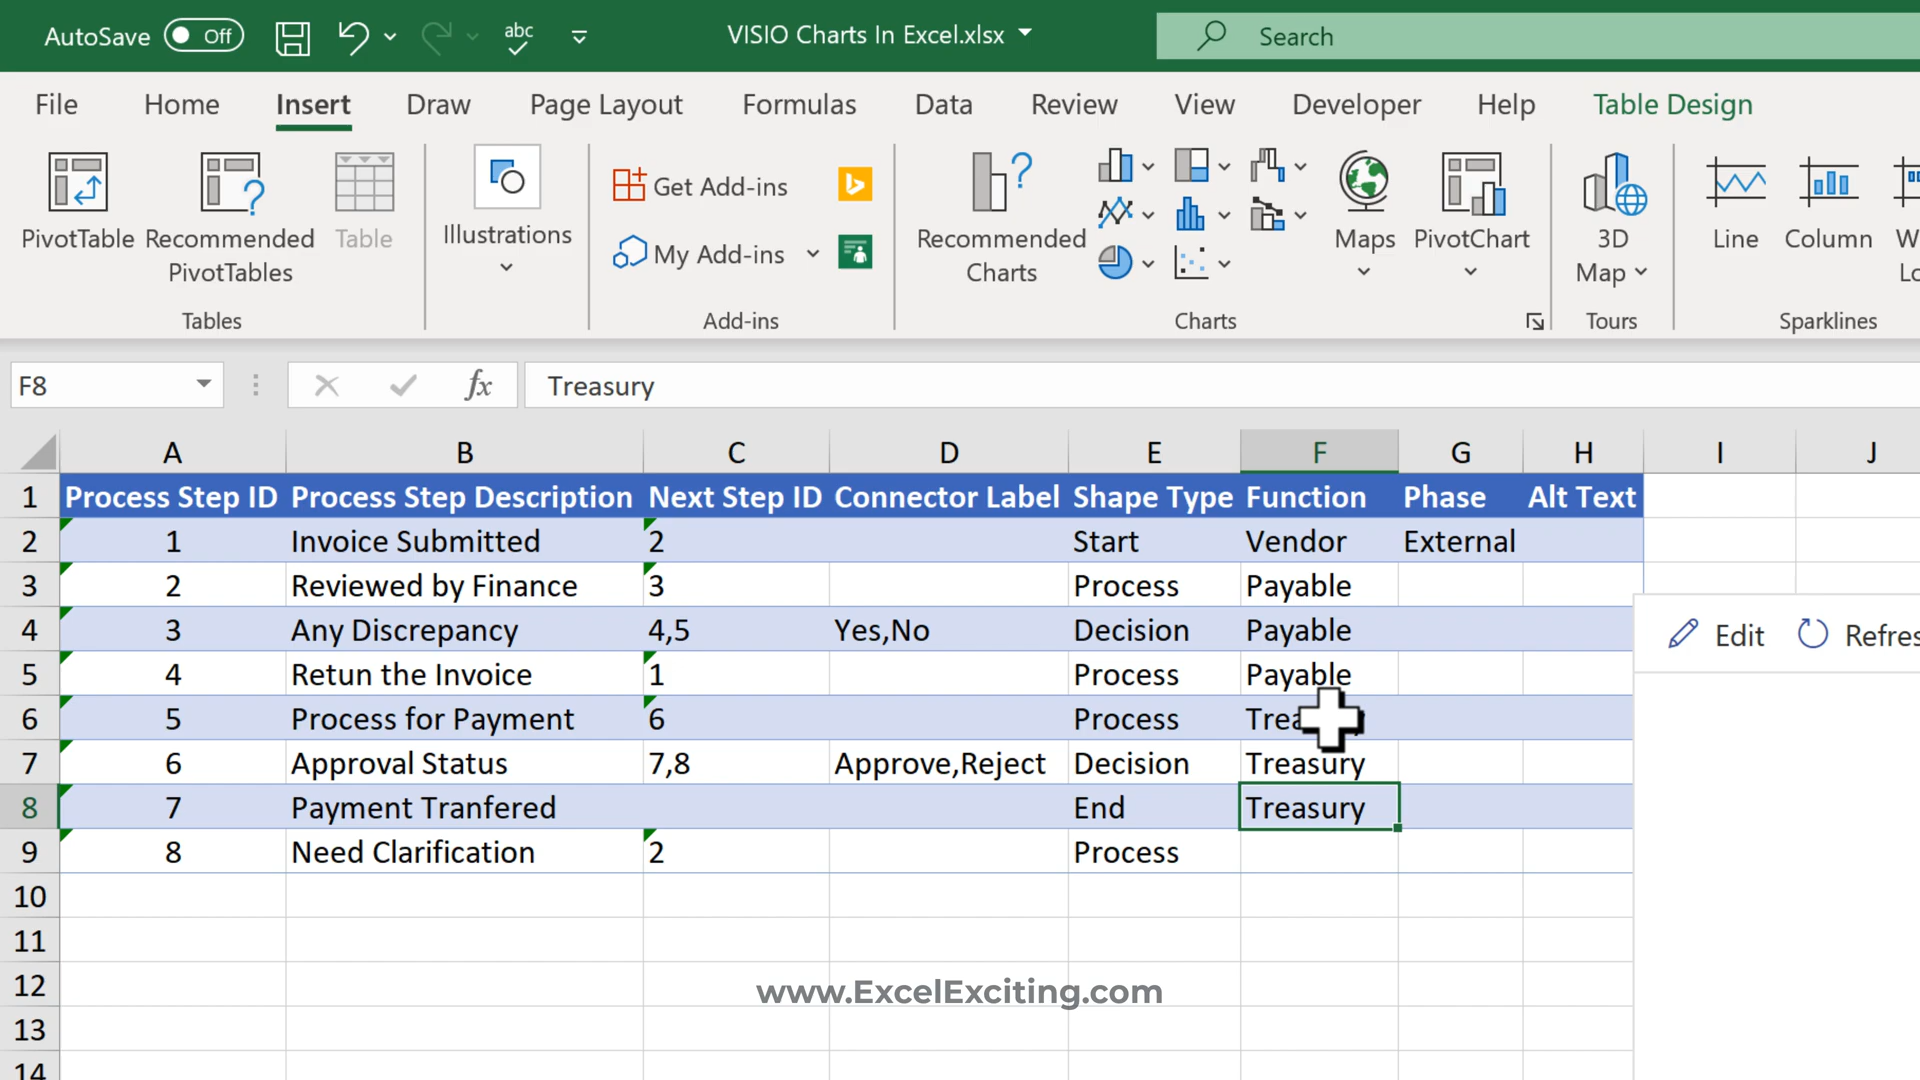 AutoSave Off abc VISIO Charts In Excel.xlsx Search
File Home Insert Draw Page Layout Formulas Data Review View Developer Help Table Design
PivotTable
Recommended
PivotTables
Table
Tables
Illustrations
Get Add-ins
My Add-ins
Add-ins
Recommended
Charts
Maps
PivotChart
Charts
3D
Map
Tours
Line
Column
Sparklines
F8 fx Treasury
A B C D E F G H I J
1 Process Step ID Process Step Description Next Step ID Connector Label Shape Type Function Phase Alt Text
2 1 Invoice Submitted 2 Start Vendor External
3 2 Reviewed by Finance 3 Process Payable
4 3 Any Discrepancy 4,5 Yes,No Decision Payable
5 4 Retun the Invoice 1 Process Payable
6 5 Process for Payment 6 Process
7 6 Approval Status 7,8 Approve,Reject Decision Treasury
8 7 Payment Tranfered End Treasury
9 8 Need Clarification 2 Process
10
11
12
13
14
Edit
www.ExcelExciting.com